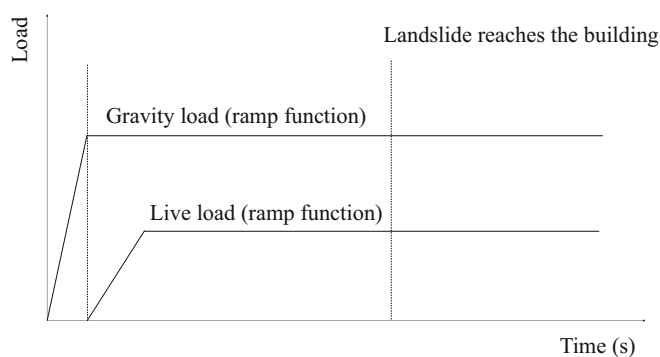 Load
Landslide reaches the building
Gravity load (ramp function)
Live load (ramp function)
Time (s)